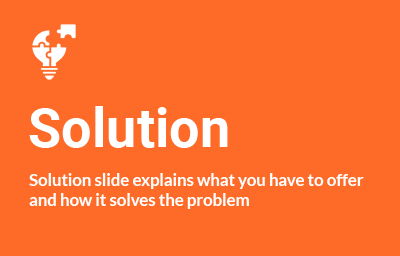 Solution
Solution slide explains what you have to offer
and how it solves the problem